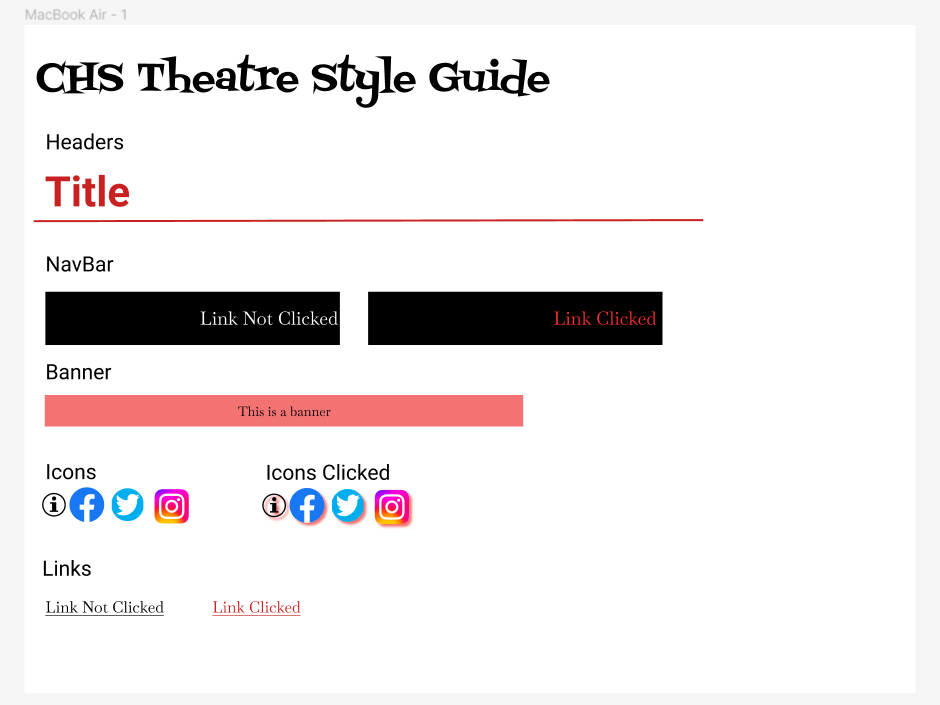 MacBook Air - 1
CHS Theatre Style Guide
Headers
Title
NavBar
Link Not Clicked
Link Clicked
Banner
This is a banner
Icons
Icons Clicked
Links
Link Not Clicked
Link Clicked